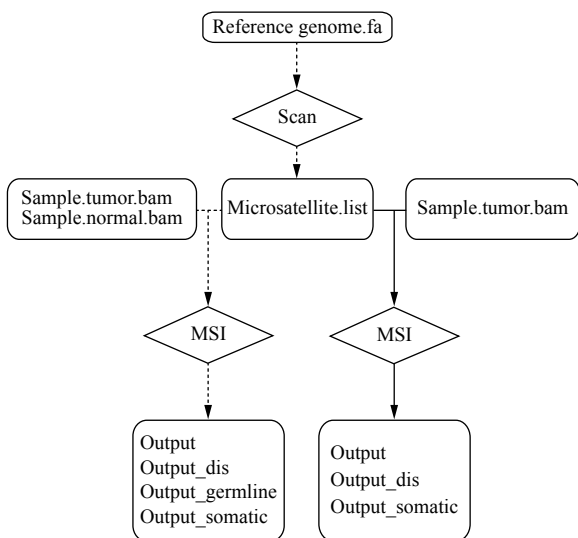 Reference genome.fa
Scan
Sample.tumor.bam
Sample.normal.bam
Microsatellite.list
Sample.tumor.bam
MSI
MSI
Output
Output_dis
Output_germline
Output_somatic
Output
Output_dis
Output_somatic